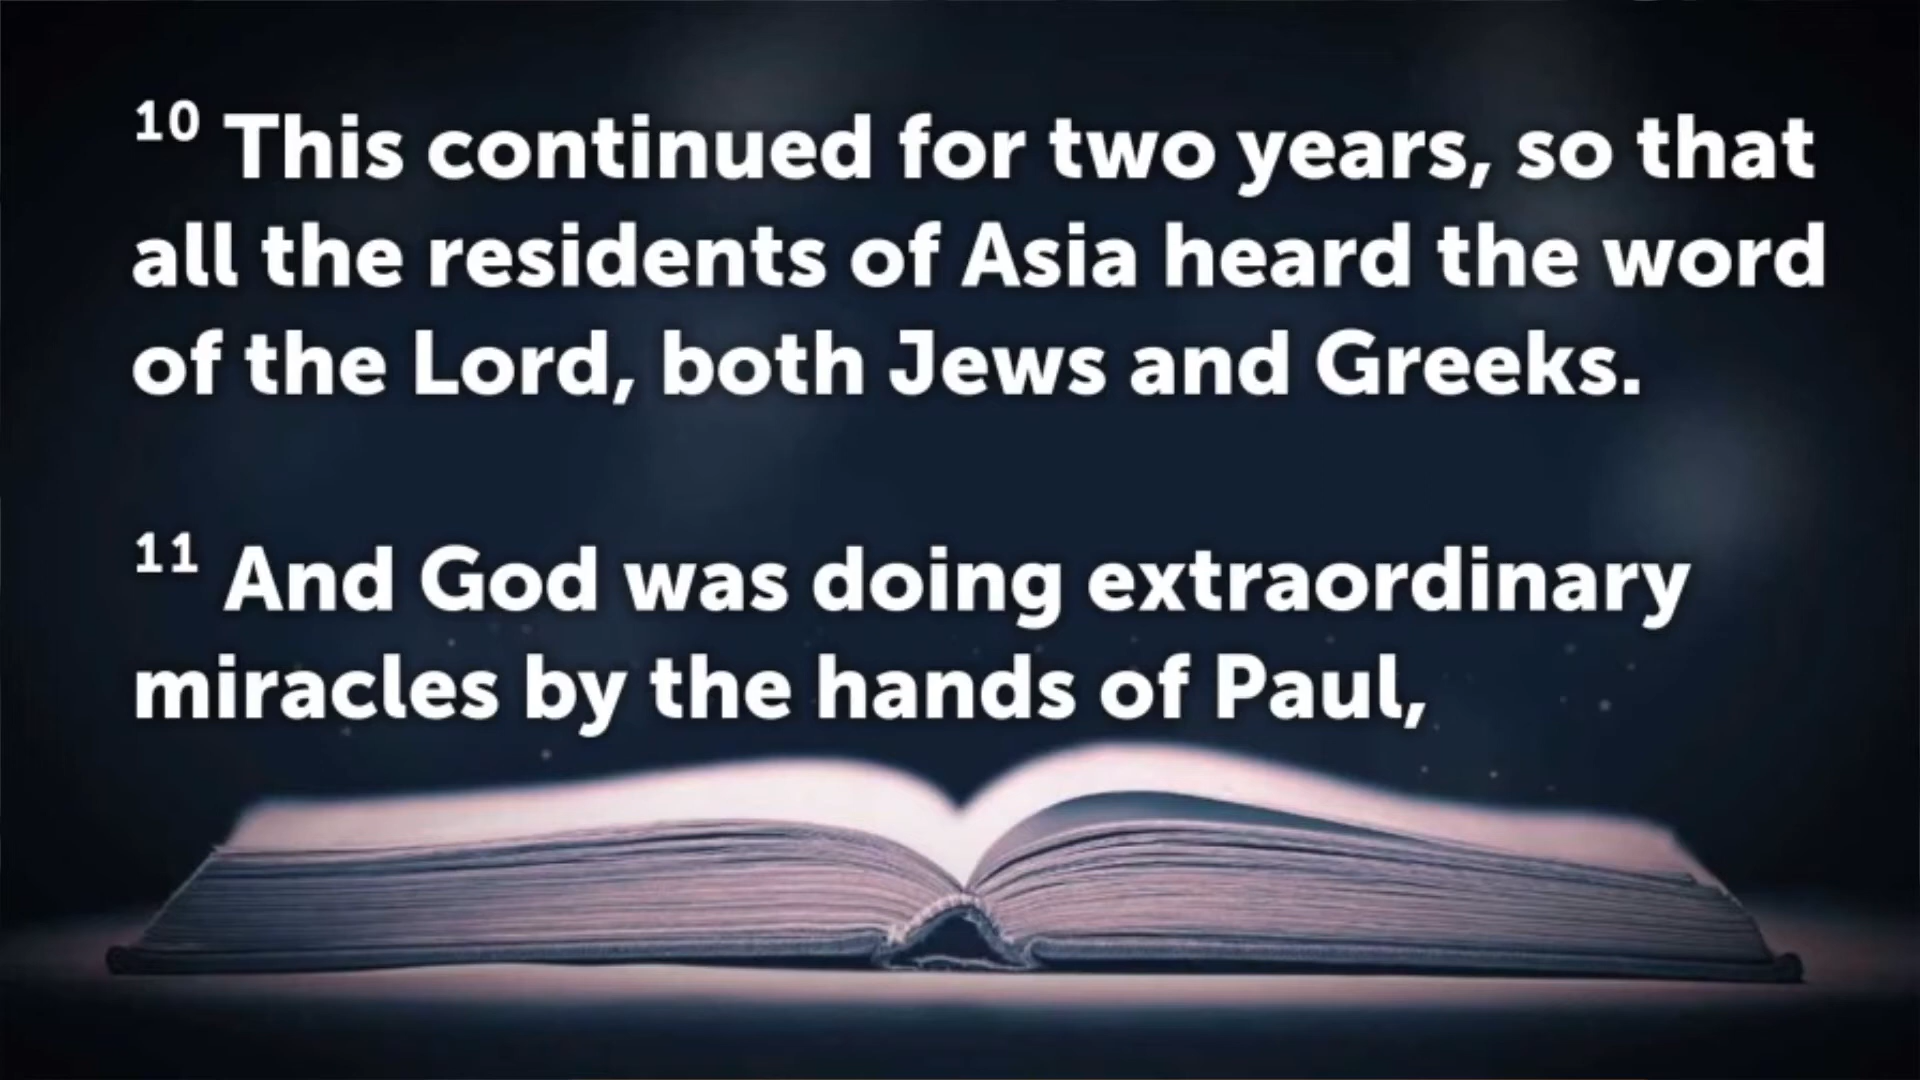 10 This continued for two years, so that
all the residents of Asia heard the word
of the Lord, both Jews and Greeks.
11 And God was doing extraordinary
miracles by the hands of Paul,